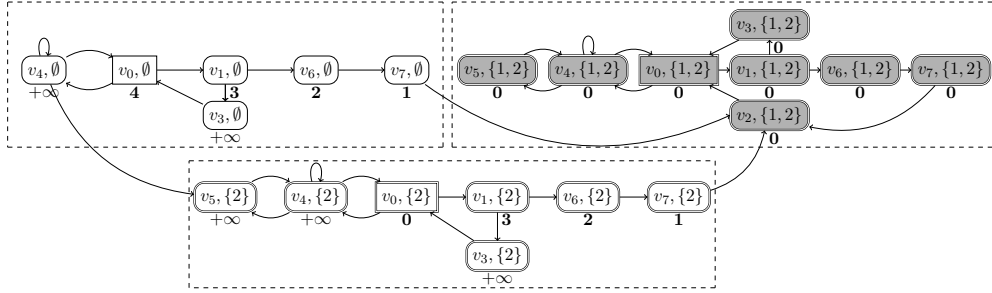 v₃, {1, 2}
0
v₄, ∅
v₀, ∅
v₁, ∅
v₆, ∅
v₇, ∅
v₅, {1, 2}
v₄, {1, 2}
v₀, {1, 2}
v₁, {1, 2}
v₆, {1, 2}
v₇, {1, 2}
+∞
4
3
2
1
0
0
0
0
0
0
v₃, ∅
+∞
v₂, {1, 2}
0
v₅, {2}
v₄, {2}
v₀, {2}
v₁, {2}
v₆, {2}
v₇, {2}
+∞
+∞
0
3
2
1
v₃, {2}
+∞